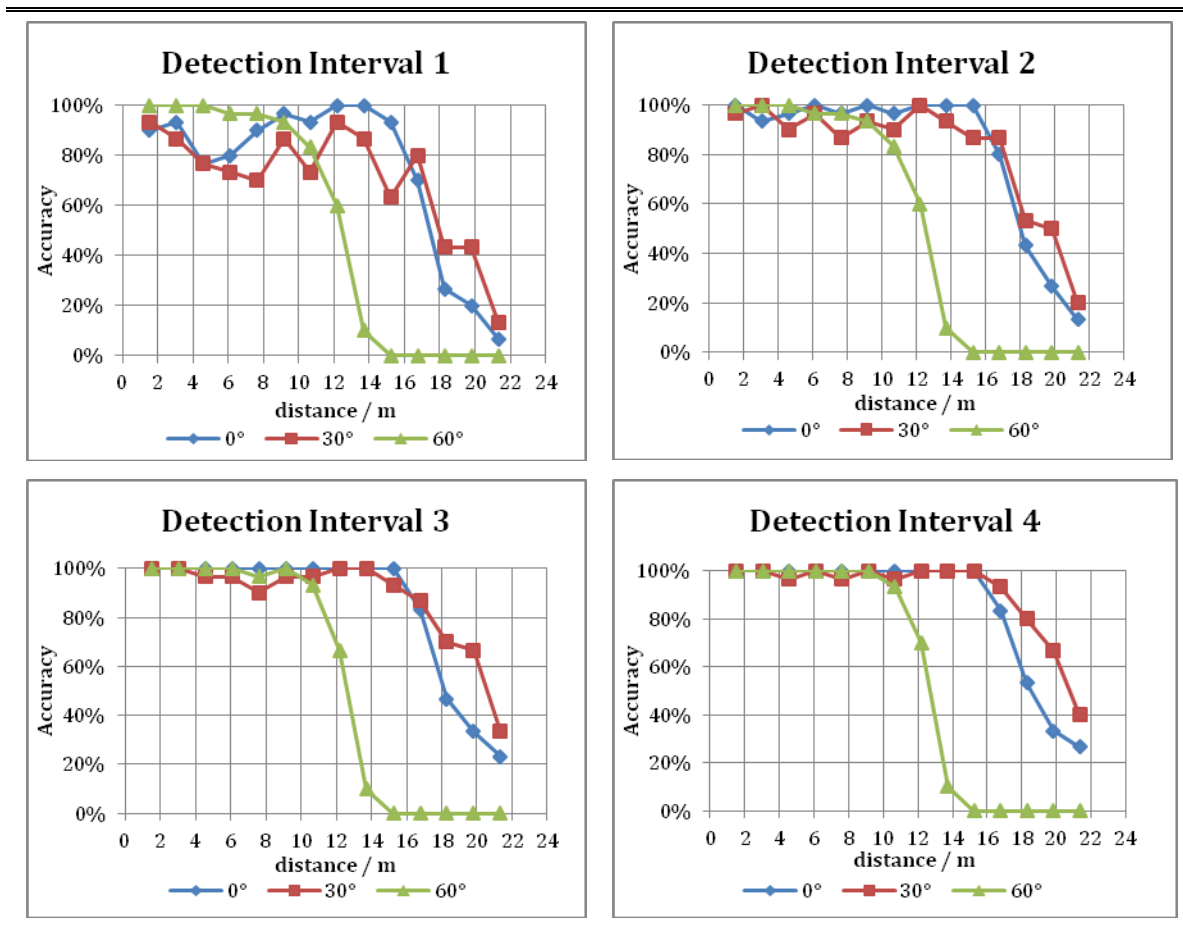 Detection Interval 1
100%
80%
60%
40%
20%
0%
Accuracy
0 2 4 6 8 10 12 14 16 18 20 22 24
distance / m
0° 30° 60°
Detection Interval 2
100%
80%
60%
40%
20%
0%
Accuracy
0 2 4 6 8 10 12 14 16 18 20 22 24
distance / m
0° 30° 60°
Detection Interval 3
100%
80%
60%
40%
20%
0%
Accuracy
0 2 4 6 8 10 12 14 16 18 20 22 24
distance / m
0° 30° 60°
Detection Interval 4
100%
80%
60%
40%
20%
0%
Accuracy
0 2 4 6 8 10 12 14 16 18 20 22 24
distance / m
0° 30° 60°